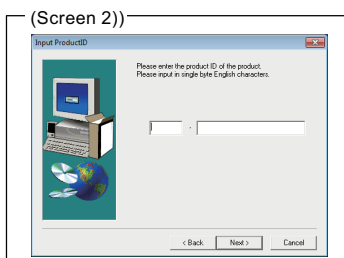 (Screen 2))
Input ProductID
Please enter the product ID of the product.
Please input in single byte English characters.
-
< Back Next > Cancel